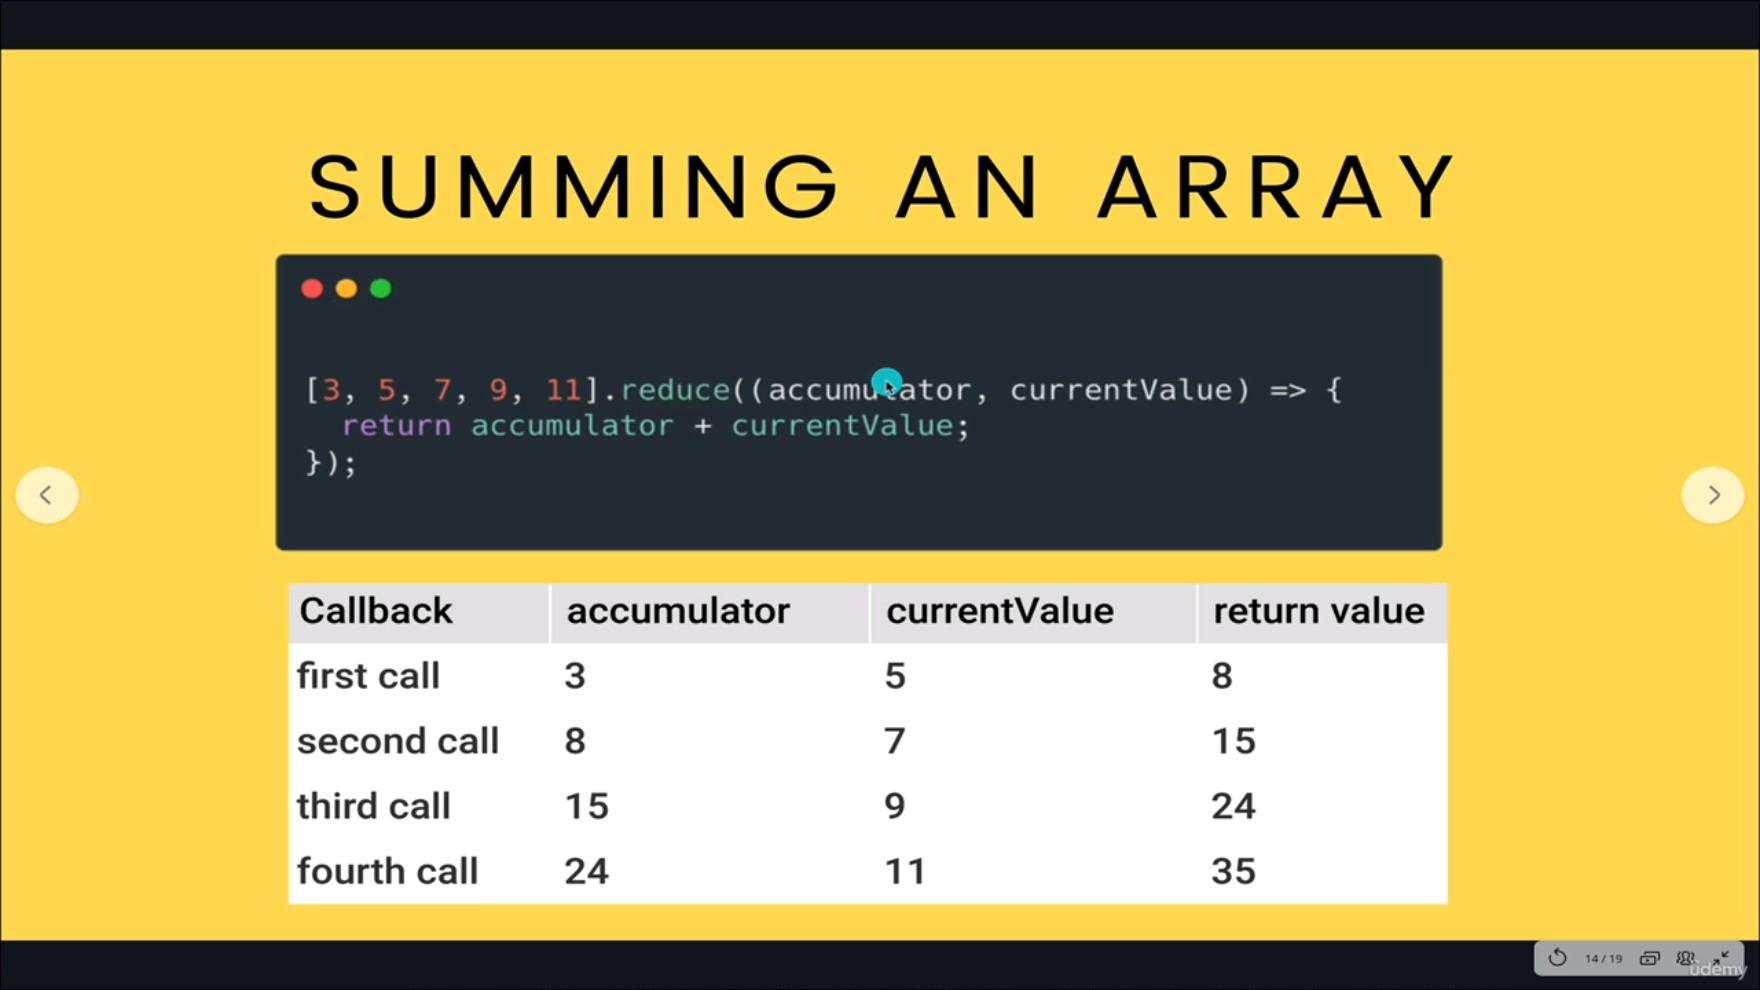 SUMMING AN ARRAY
[3, 5, 7, 9, 11].reduce((accumulator, currentValue) => {
  return accumulator + currentValue;
});
Callback accumulator currentValue return value
first call 3 5 8
second call 8 7 15
third call 15 9 24
fourth call 24 11 35
14 / 19
ûdemy